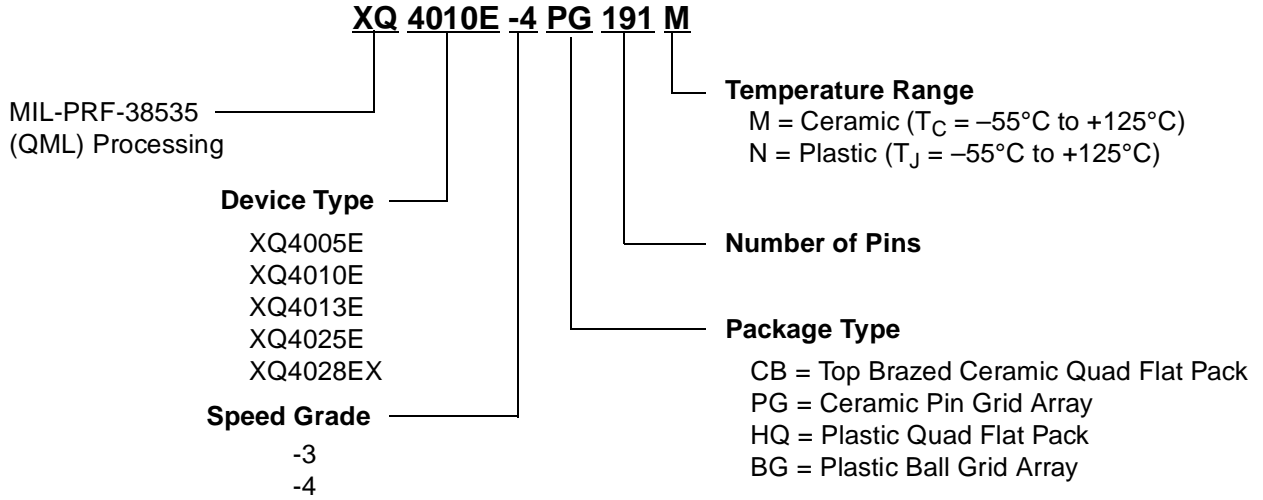 XQ 4010E -4 PG 191 M
MIL-PRF-38535
(QML) Processing
Device Type
XQ4005E
XQ4010E
XQ4013E
XQ4025E
XQ4028EX
Speed Grade
-3
-4
Temperature Range
M = Ceramic (TC = –55°C to +125°C)
N = Plastic (TJ = –55°C to +125°C)
Number of Pins
Package Type
CB = Top Brazed Ceramic Quad Flat Pack
PG = Ceramic Pin Grid Array
HQ = Plastic Quad Flat Pack
BG = Plastic Ball Grid Array